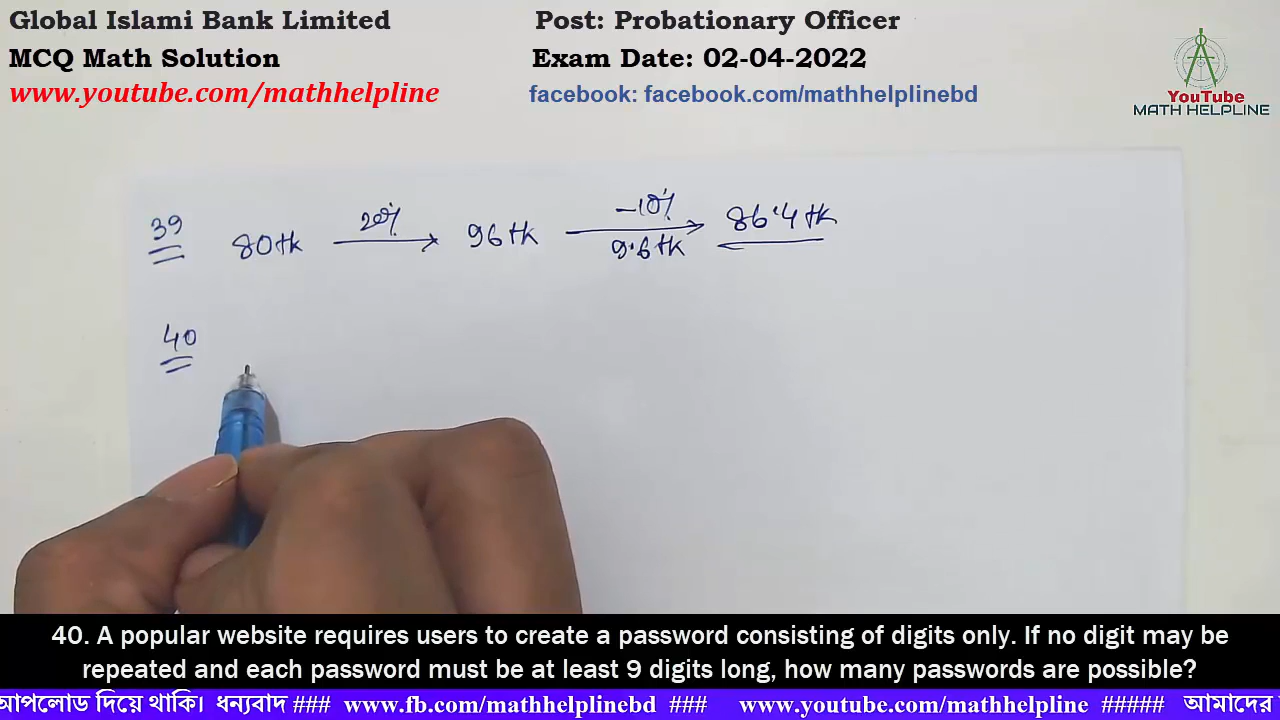 Global Islami Bank Limited Post: Probationary Officer
MCQ Math Solution Exam Date: 02-04-2022
www.youtube.com/mathhelpline facebook: facebook.com/mathhelplinebd
YouTube
MATH HELPLINE
39 80tk 20% 96tk -10% 9.6tk 86.4tk
40
40. A popular website requires users to create a password consisting of digits only. If no digit may be
repeated and each password must be at least 9 digits long, how many passwords are possible?
আপলোড দিয়ে থাকি। ধন্যবাদ ### www.fb.com/mathhelplinebd ### www.youtube.com/mathhelpline ##### আমাদের